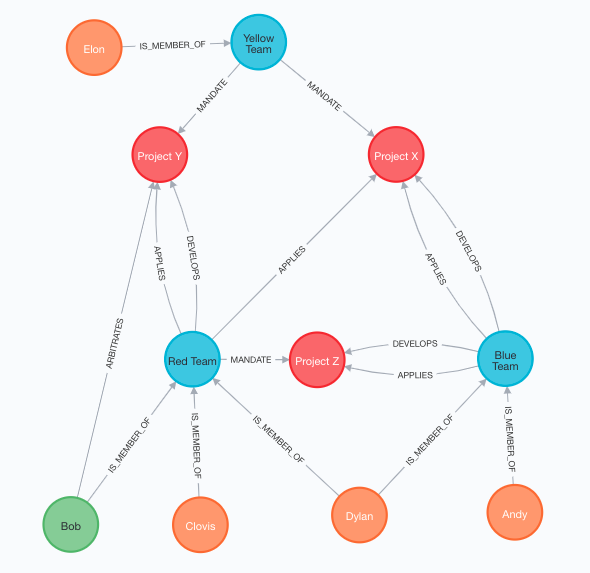 Elon
IS_MEMBER_OF
Yellow
Team
MANDATE
MANDATE
Project Y
Project X
APPLIES
DEVELOPS
APPLIES
APPLIES
DEVELOPS
ARBITRATES
Red Team
MANDATE
Project Z
DEVELOPS
APPLIES
Blue
Team
IS_MEMBER_OF
IS_MEMBER_OF
IS_MEMBER_OF
IS_MEMBER_OF
IS_MEMBER_OF
Bob
Clovis
Dylan
Andy